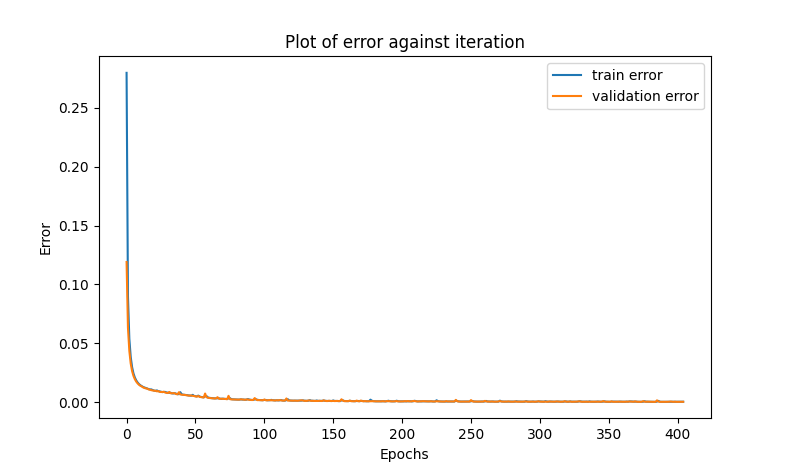 Plot of error against iteration
train error
validation error
0.25
0.20
0.15
0.10
0.05
0.00
Error
0 50 100 150 200 250 300 350 400
Epochs